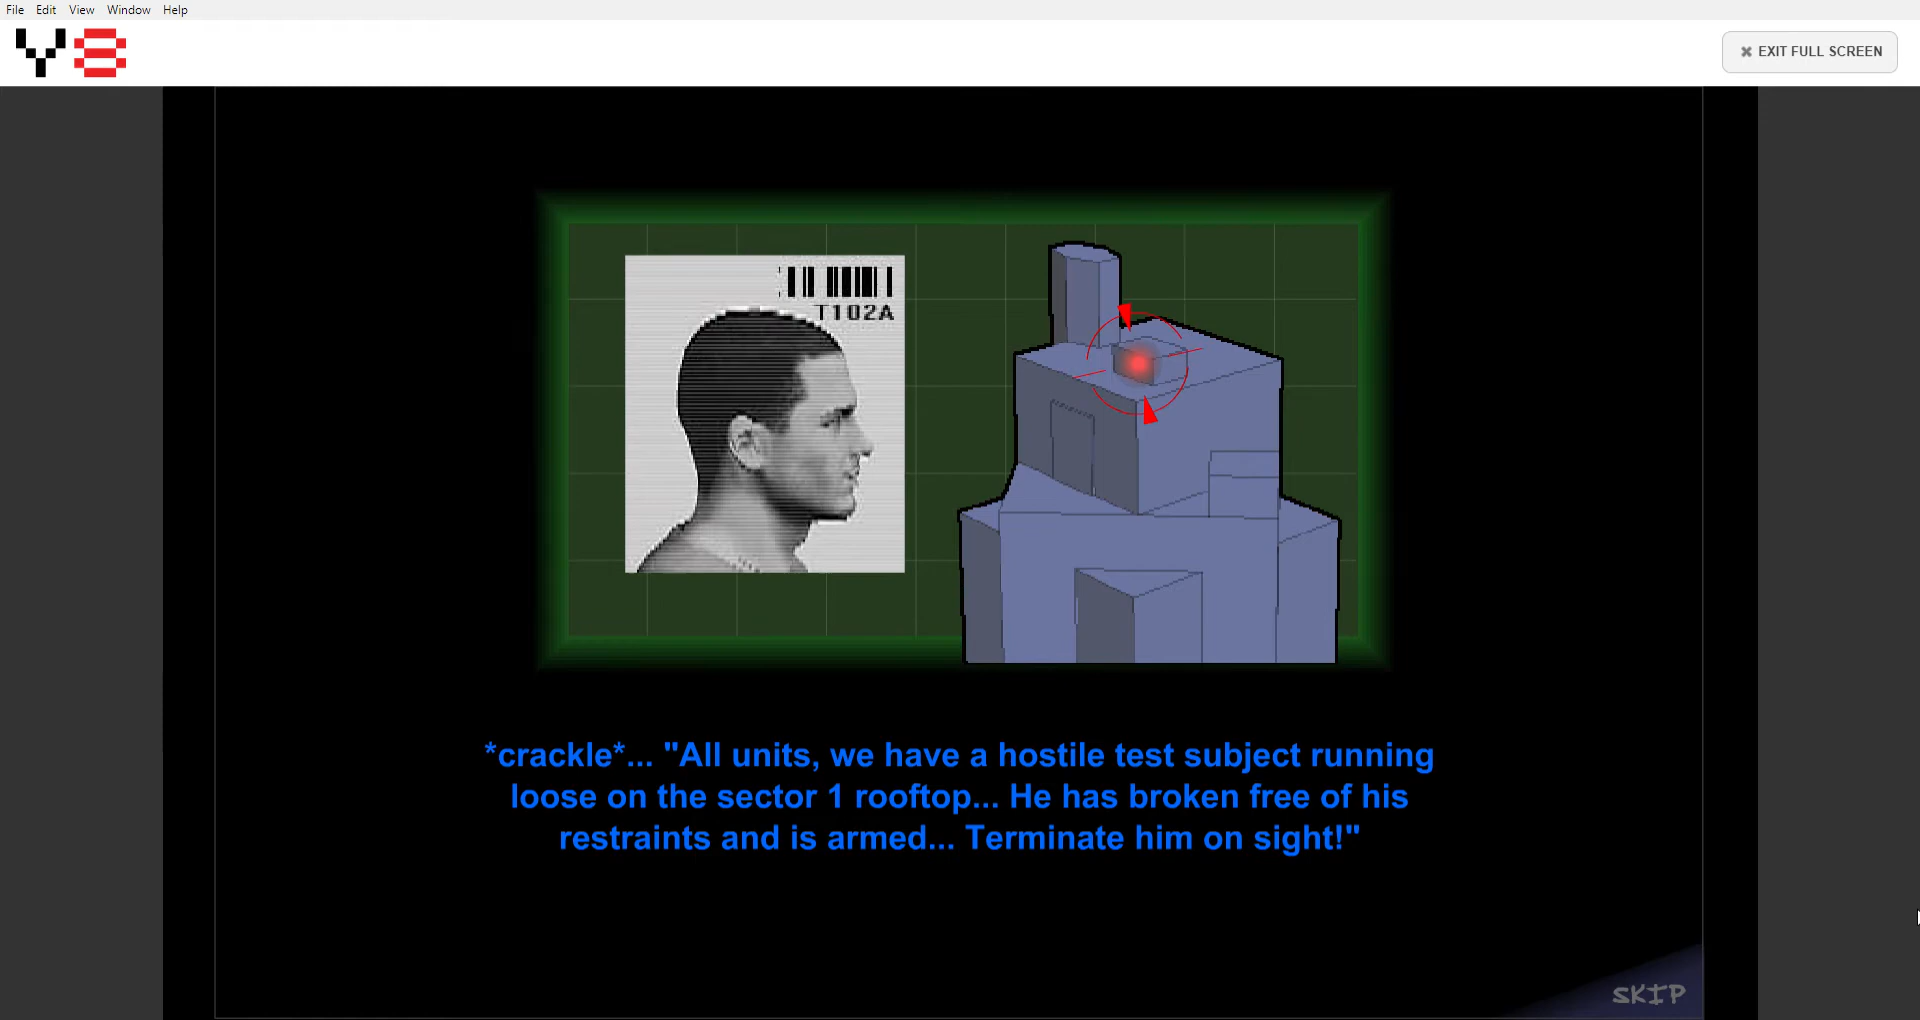 File Edit View Window Help
Y8
✖ EXIT FULL SCREEN
T102A
*crackle*... "All units, we have a hostile test subject running
loose on the sector 1 rooftop... He has broken free of his
restraints and is armed... Terminate him on sight!"
SKIP